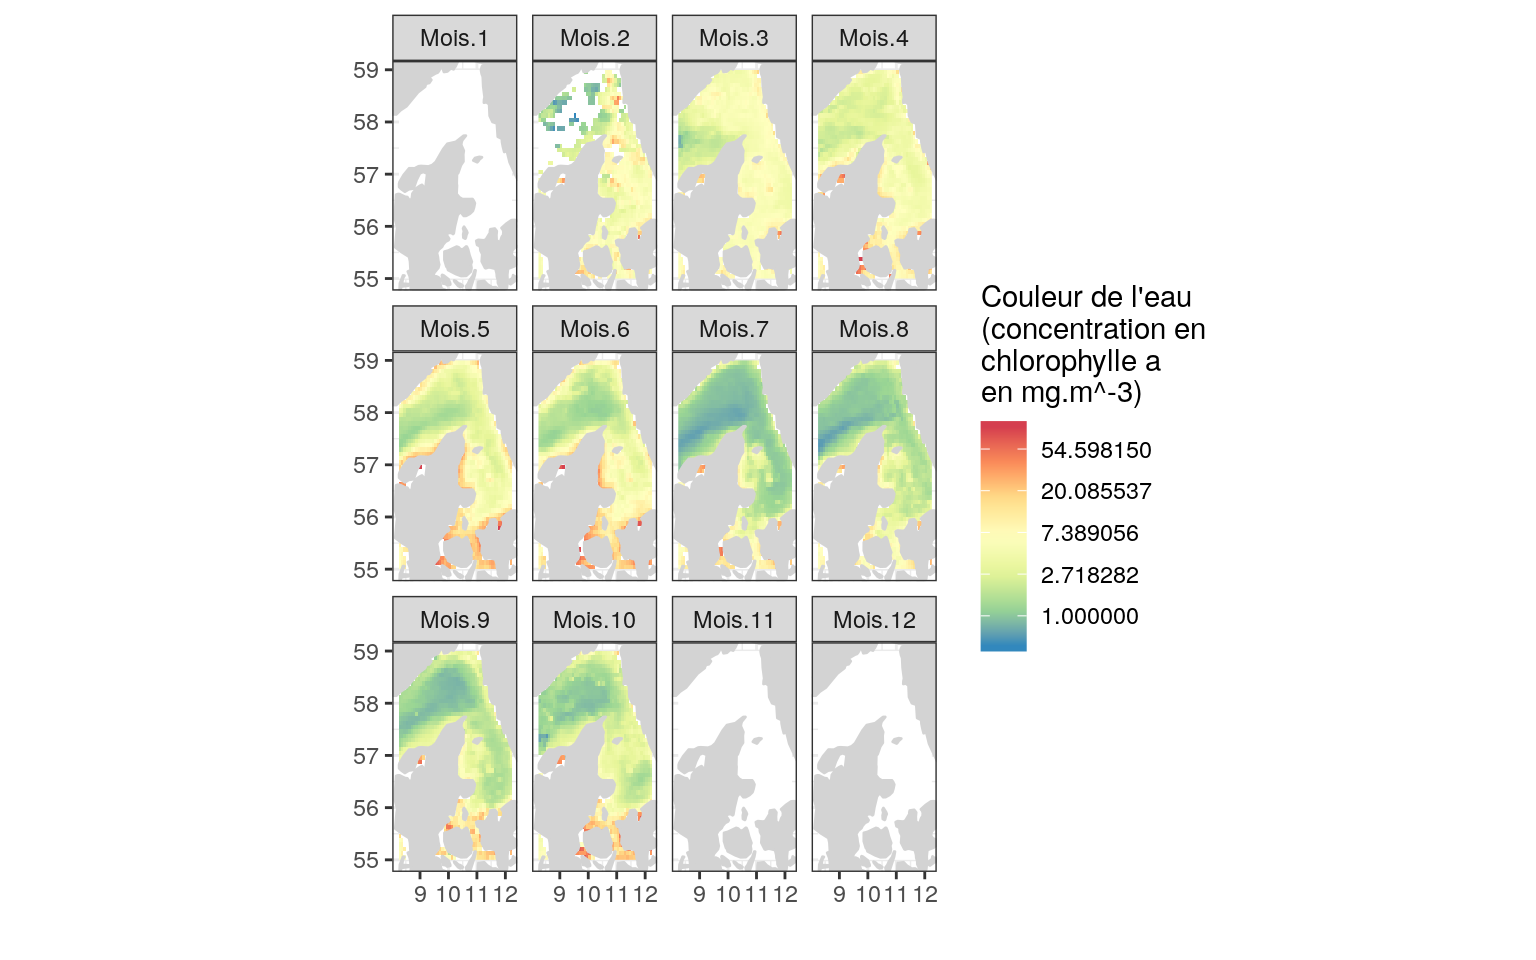 Mois.1 Mois.2 Mois.3 Mois.4
59
58
57
56
55
Mois.5 Mois.6 Mois.7 Mois.8
59
58
57
56
55
Mois.9 Mois.10 Mois.11 Mois.12
59
58
57
56
55
9 10 11 12 9 10 11 12 9 10 11 12 9 10 11 12
Couleur de l'eau
(concentration en
chlorophylle a
en mg.m^-3)
54.598150
20.085537
7.389056
2.718282
1.000000